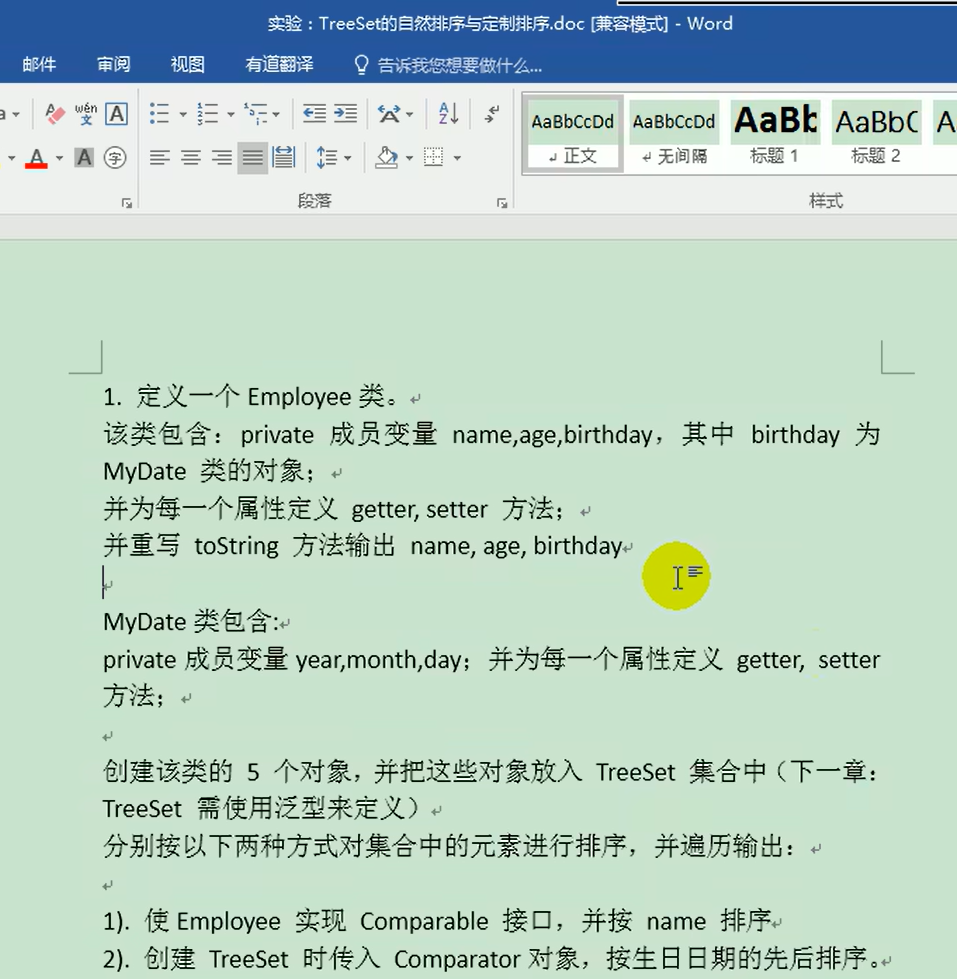 实验：TreeSet的自然排序与定制排序.doc [兼容模式] - Word
邮件 审阅 视图 有道翻译 告诉我您想要做什么...
AaBbCcDd AaBbCcDd AaBb AaBbC
正文 无间隔 标题 1 标题 2
段落 样式
1. 定义一个 Employee 类。
该类包含：private 成员变量 name,age,birthday，其中 birthday 为
MyDate 类的对象；
并为每一个属性定义 getter, setter 方法；
并重写 toString 方法输出 name, age, birthday
MyDate 类包含:
private 成员变量 year,month,day；并为每一个属性定义 getter, setter
方法；
创建该类的 5 个对象，并把这些对象放入 TreeSet 集合中（下一章：
TreeSet 需使用泛型来定义）
分别按以下两种方式对集合中的元素进行排序，并遍历输出：
1). 使 Employee 实现 Comparable 接口，并按 name 排序
2). 创建 TreeSet 时传入 Comparator 对象，按生日日期的先后排序。